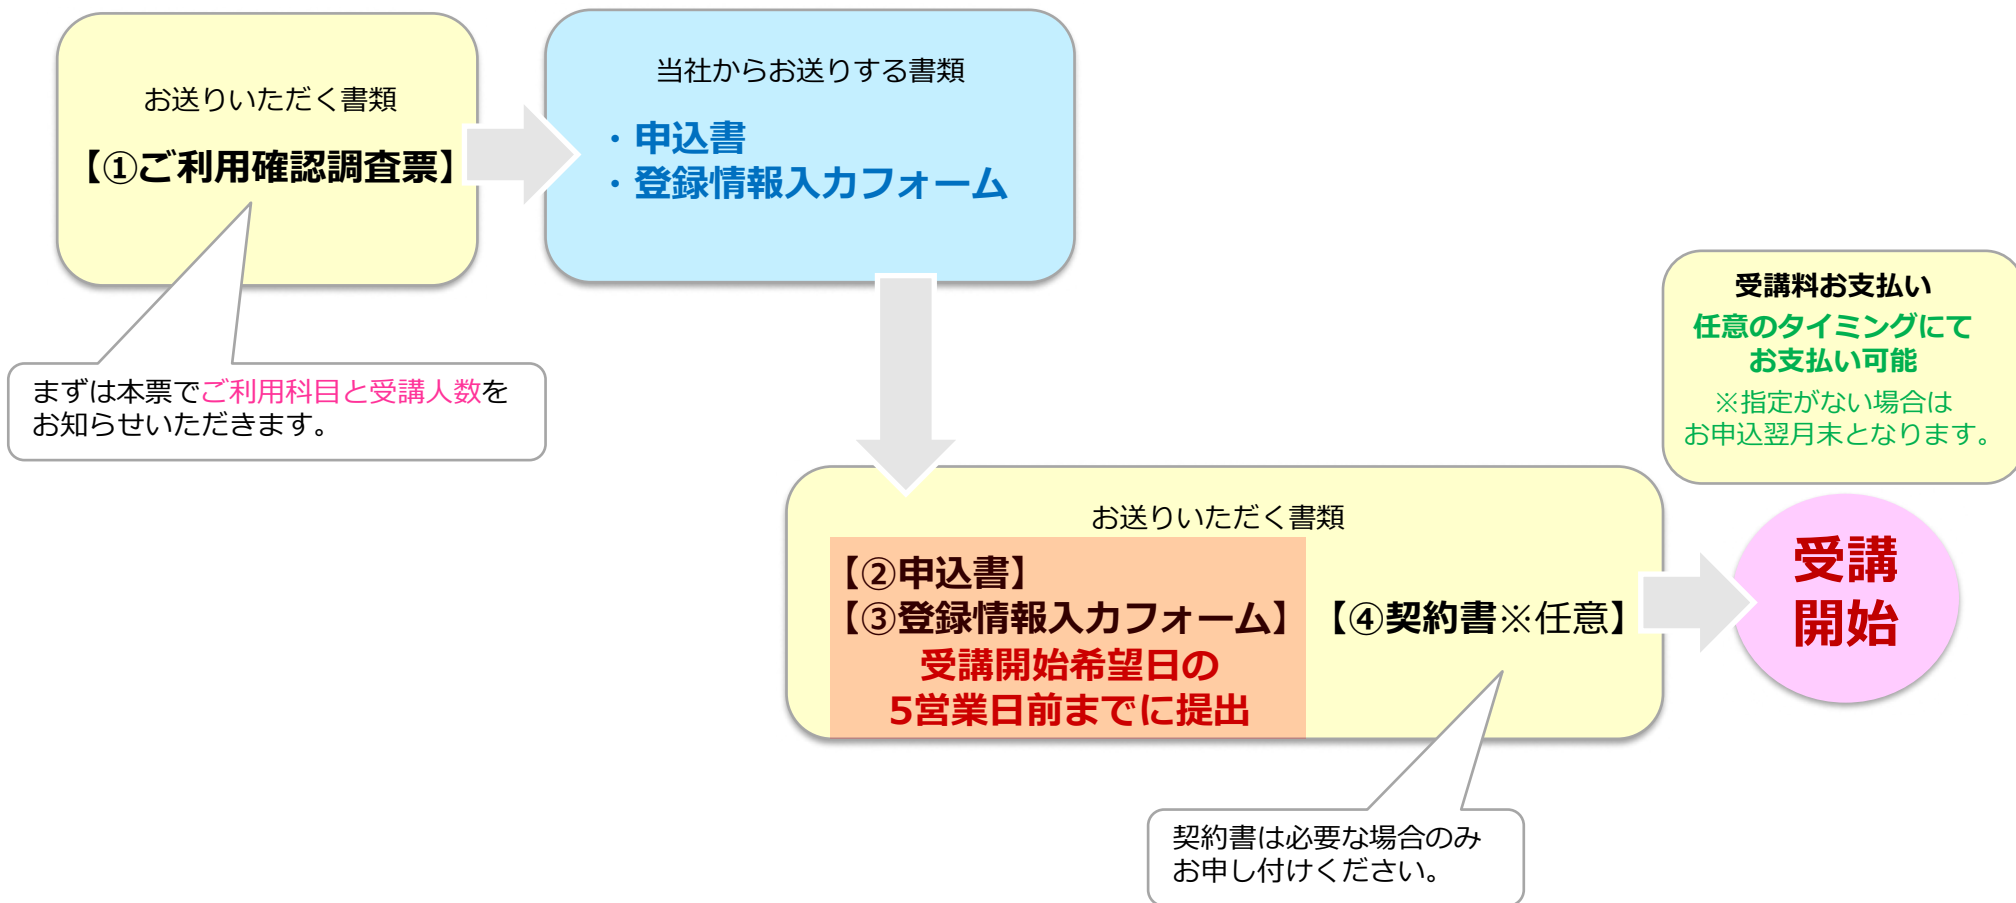 お送りいただく書類
【①ご利用確認調査票】
まずは本票でご利用科目と受講人数を
お知らせいただきます。
当社からお送りする書類
・申込書
・登録情報入力フォーム
お送りいただく書類
【②申込書】
【③登録情報入力フォーム】
受講開始希望日の
5営業日前までに提出
【④契約書※任意】
契約書は必要な場合のみ
お申し付けください。
受講料お支払い
任意のタイミングにて
お支払い可能
※指定がない場合は
お申込翌月末となります。
受講
開始